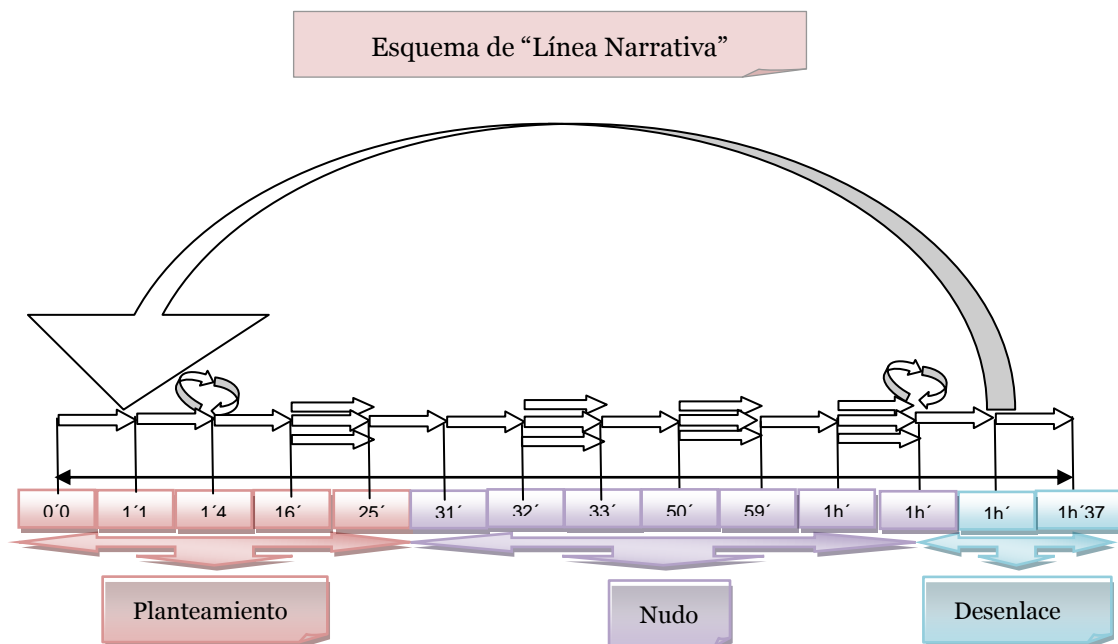 Esquema de “Línea Narrativa”
0´0 1´1 1´4 16´ 25´ 31´ 32´ 33´ 50´ 59´ 1h´ 1h´ 1h´ 1h´37
Planteamiento Nudo Desenlace